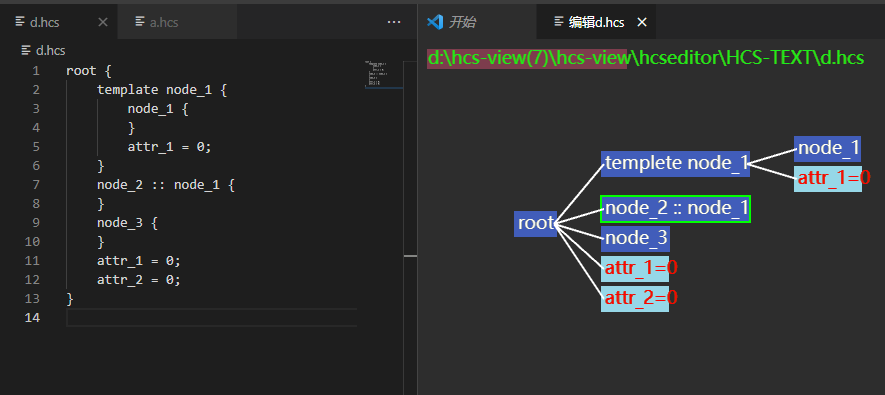 d.hcs
a.hcs
d.hcs
1 root {
2 template node_1 {
3 node_1 {
4 }
5 attr_1 = 0;
6 }
7 node_2 :: node_1 {
8 }
9 node_3 {
10 }
11 attr_1 = 0;
12 attr_2 = 0;
13 }
14
开始
编辑d.hcs
d:\hcs-view(7)\hcs-view\hcseditor\HCS-TEXT\d.hcs
root
templete node_1
node_1
attr_1=0
node_2 :: node_1
node_3
attr_1=0
attr_2=0